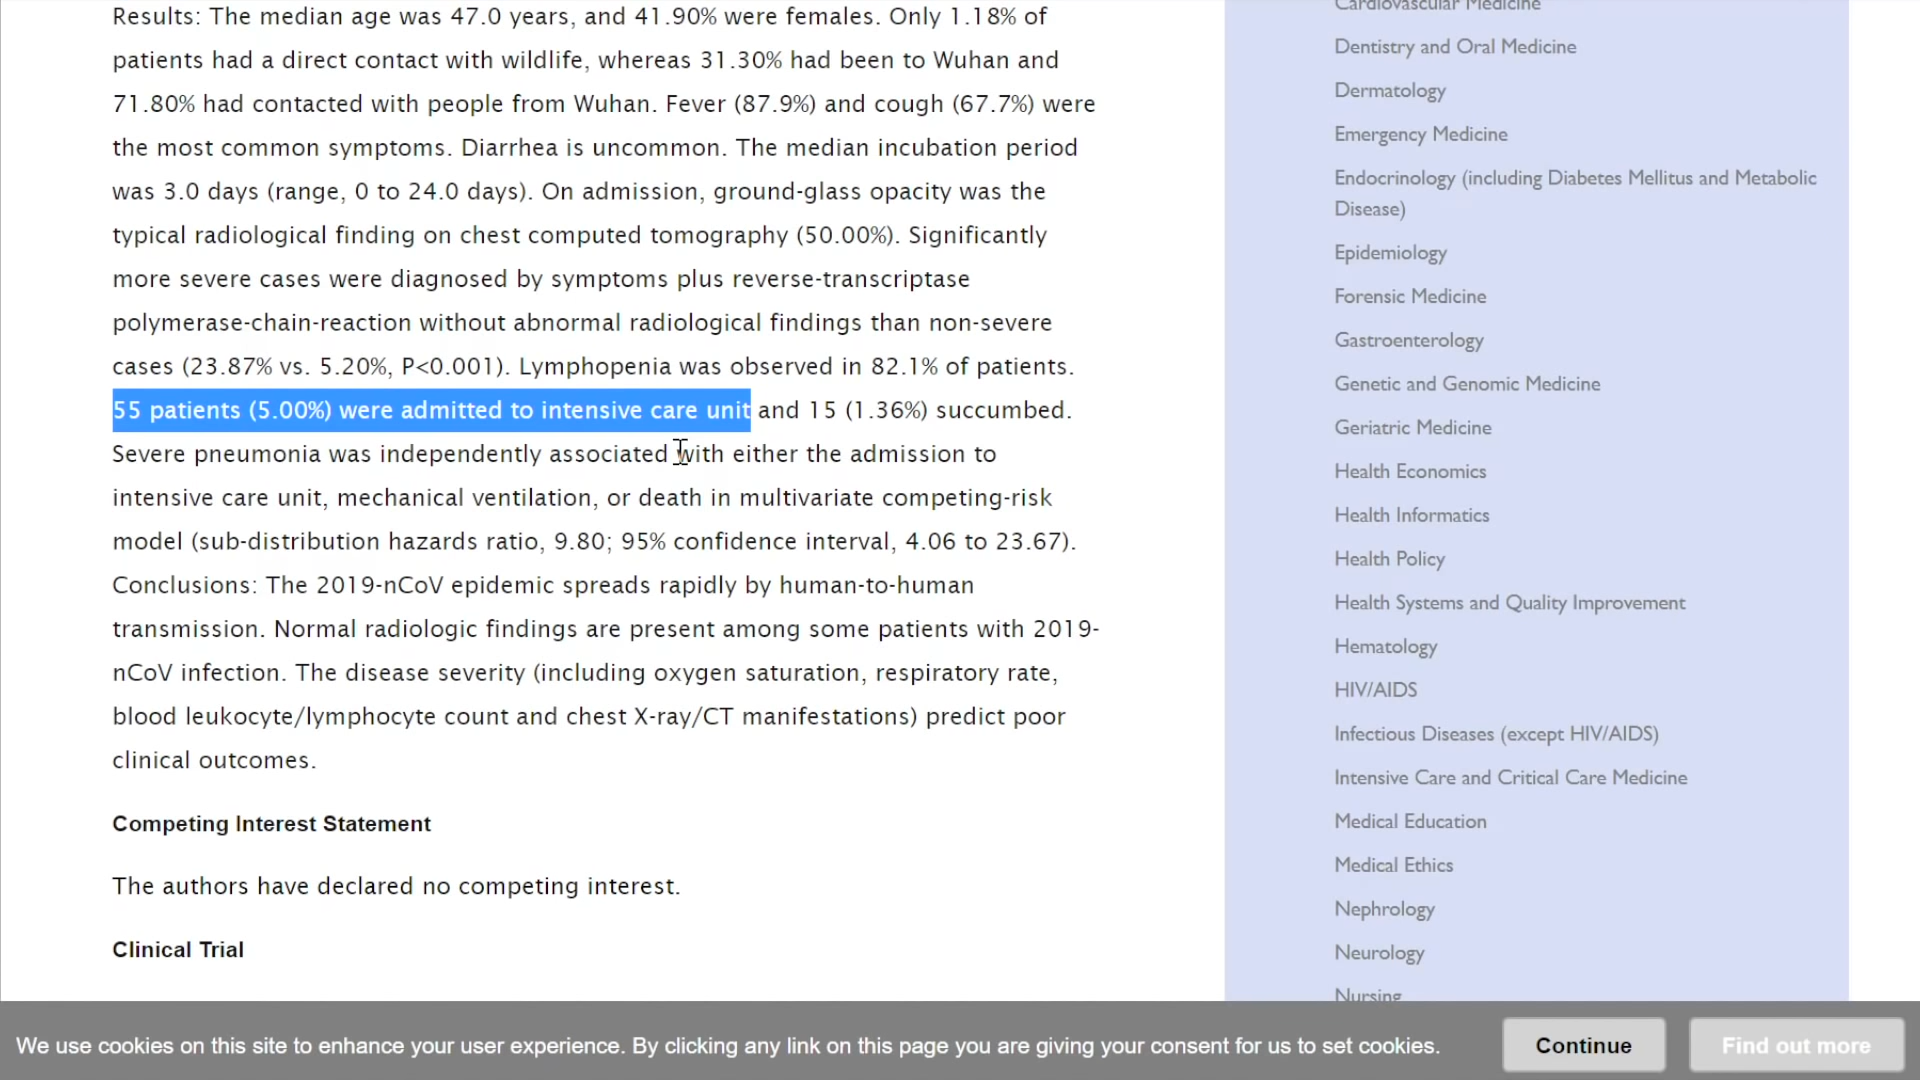 Results: The median age was 47.0 years, and 41.90% were females. Only 1.18% of
patients had a direct contact with wildlife, whereas 31.30% had been to Wuhan and
71.80% had contacted with people from Wuhan. Fever (87.9%) and cough (67.7%) were
the most common symptoms. Diarrhea is uncommon. The median incubation period
was 3.0 days (range, 0 to 24.0 days). On admission, ground-glass opacity was the
typical radiological finding on chest computed tomography (50.00%). Significantly
more severe cases were diagnosed by symptoms plus reverse-transcriptase
polymerase-chain-reaction without abnormal radiological findings than non-severe
cases (23.87% vs. 5.20%, P<0.001). Lymphopenia was observed in 82.1% of patients.
55 patients (5.00%) were admitted to intensive care unit and 15 (1.36%) succumbed.
Severe pneumonia was independently associated with either the admission to
intensive care unit, mechanical ventilation, or death in multivariate competing-risk
model (sub-distribution hazards ratio, 9.80; 95% confidence interval, 4.06 to 23.67).
Conclusions: The 2019-nCoV epidemic spreads rapidly by human-to-human
transmission. Normal radiologic findings are present among some patients with 2019-
nCoV infection. The disease severity (including oxygen saturation, respiratory rate,
blood leukocyte/lymphocyte count and chest X-ray/CT manifestations) predict poor
clinical outcomes.
Competing Interest Statement
The authors have declared no competing interest.
Clinical Trial
Cardiovascular Medicine
Dentistry and Oral Medicine
Dermatology
Emergency Medicine
Endocrinology (including Diabetes Mellitus and Metabolic
Disease)
Epidemiology
Forensic Medicine
Gastroenterology
Genetic and Genomic Medicine
Geriatric Medicine
Health Economics
Health Informatics
Health Policy
Health Systems and Quality Improvement
Hematology
HIV/AIDS
Infectious Diseases (except HIV/AIDS)
Intensive Care and Critical Care Medicine
Medical Education
Medical Ethics
Nephrology
Neurology
Nursing
We use cookies on this site to enhance your user experience. By clicking any link on this page you are giving your consent for us to set cookies.
Continue
Find out more